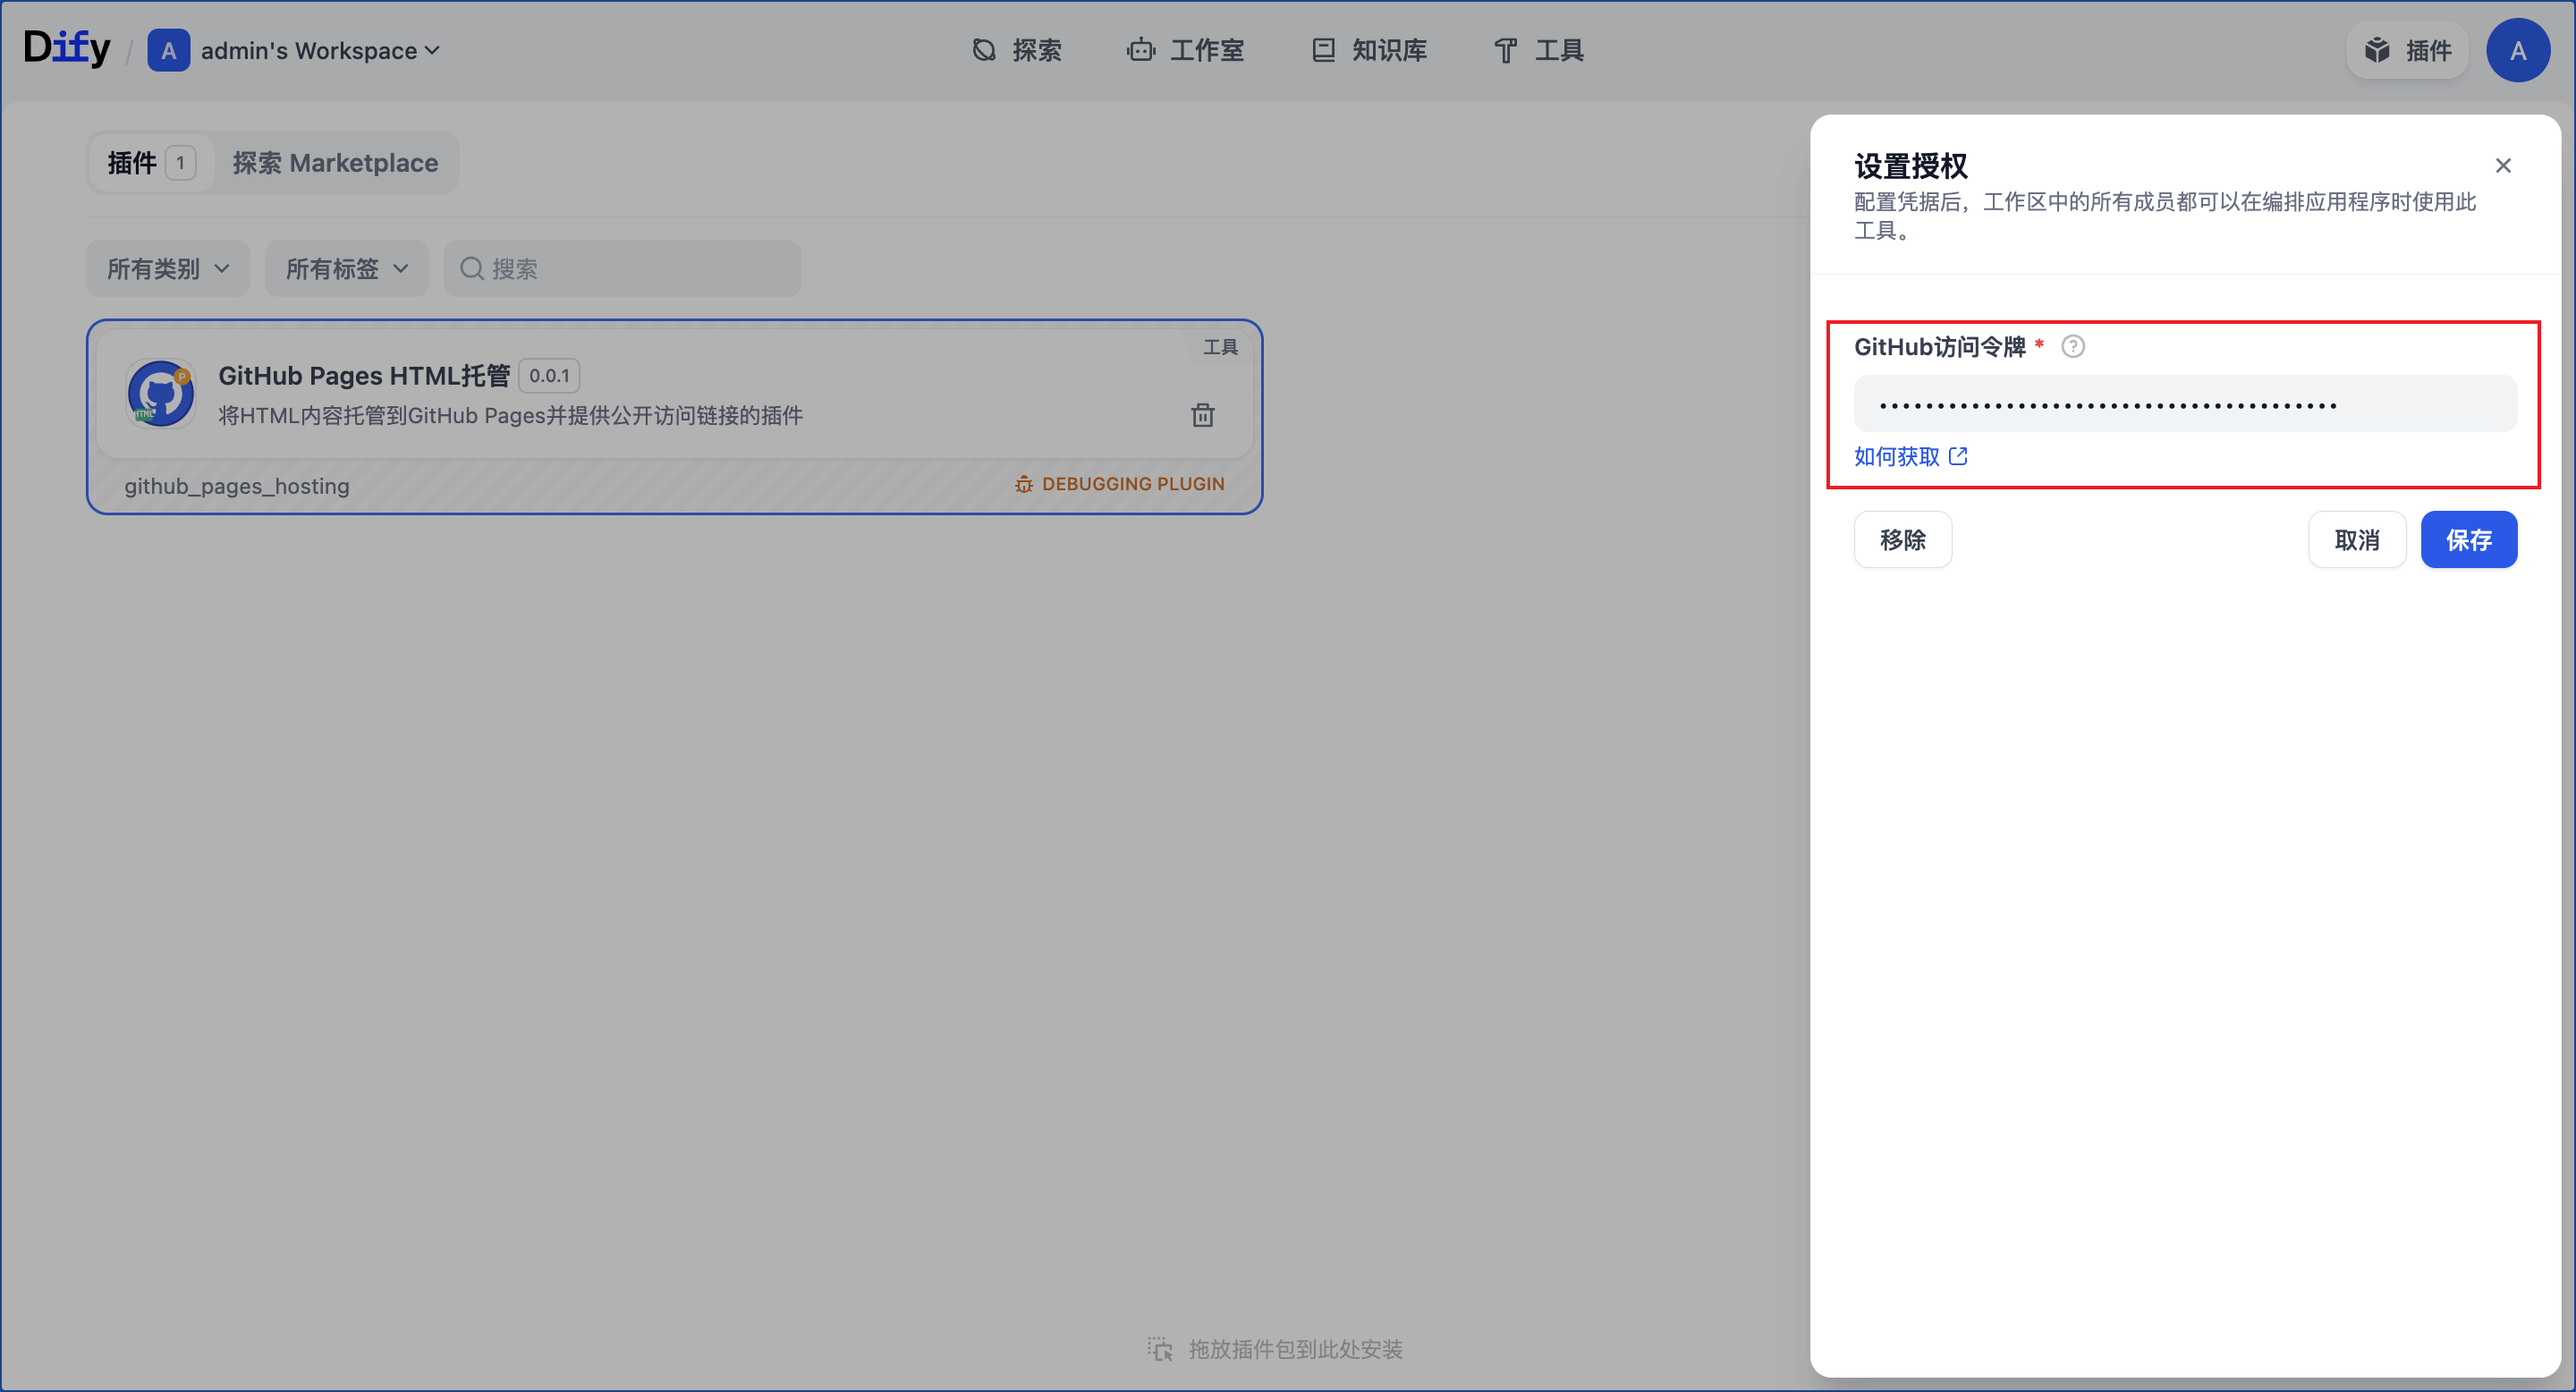 Dify / A admin's Workspace 探索 工作室 知识库 工具 插件 A
插件 1 探索 Marketplace
所有类别 所有标签 搜索
工具
GitHub Pages HTML托管 0.0.1
将HTML内容托管到GitHub Pages并提供公开访问链接的插件
P
HTML
github_pages_hosting DEBUGGING PLUGIN
拖放插件包到此处安装
设置授权
配置凭据后，工作区中的所有成员都可以在编排应用程序时使用此
工具。
GitHub访问令牌 *
••••••••••••••••••••••••••••••••••••••••
如何获取
移除 取消 保存